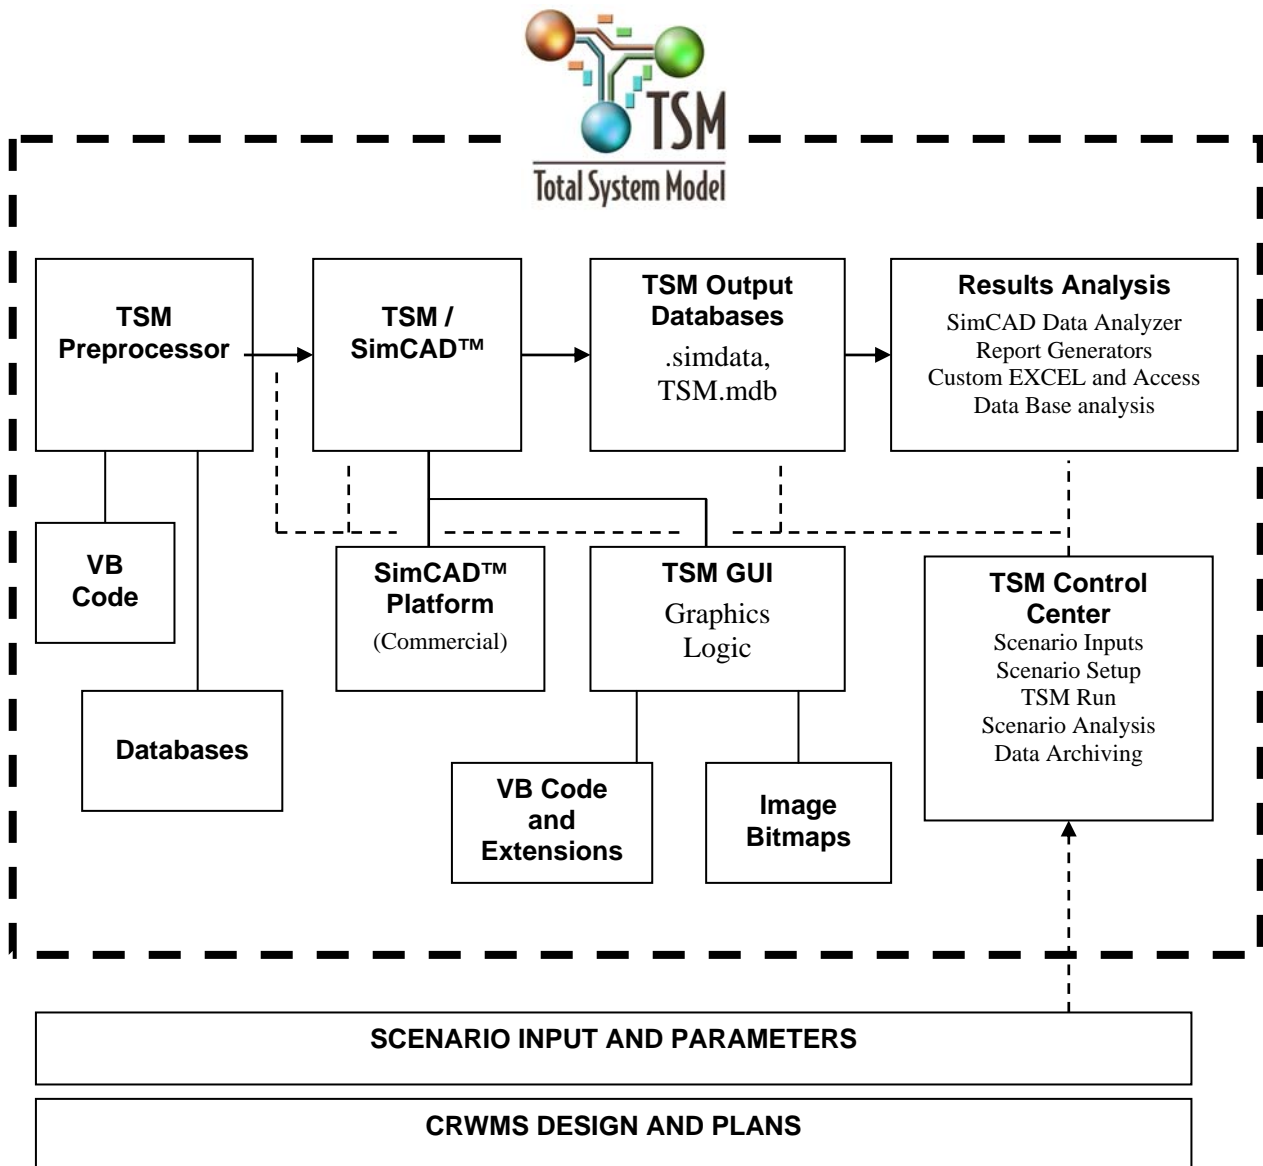 TSM
Total System Model
TSM
Preprocessor
TSM /
SimCAD™
TSM Output
Databases
.simdata,
TSM.mdb
Results Analysis
SimCAD Data Analyzer
Report Generators
Custom EXCEL and Access
Data Base analysis
VB
Code
SimCAD™
Platform
(Commercial)
TSM GUI
Graphics
Logic
TSM Control
Center
Scenario Inputs
Scenario Setup
TSM Run
Scenario Analysis
Data Archiving
Databases
VB Code
and
Extensions
Image
Bitmaps
SCENARIO INPUT AND PARAMETERS
CRWMS DESIGN AND PLANS